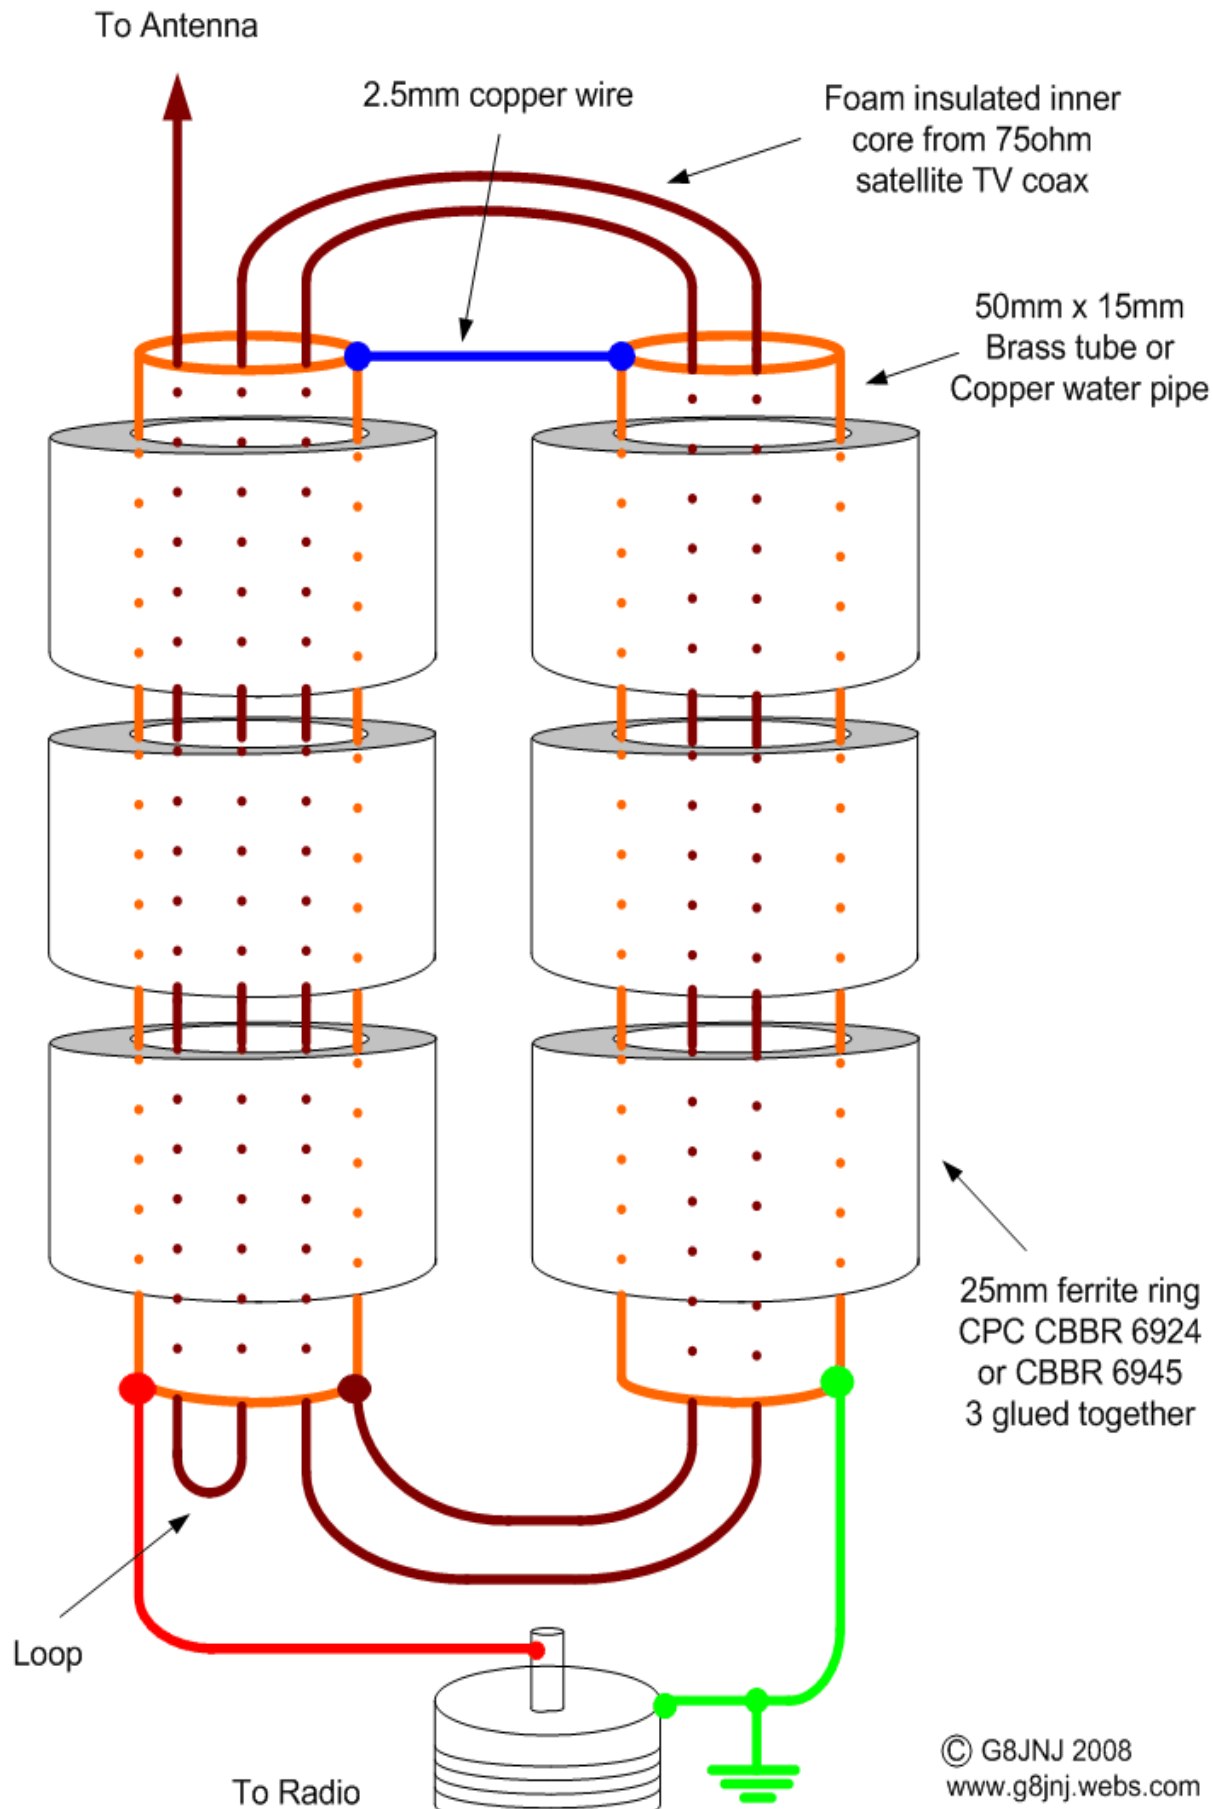 To Antenna
2.5mm copper wire
Foam insulated inner
core from 75ohm
satellite TV coax
50mm x 15mm
Brass tube or
Copper water pipe
25mm ferrite ring
CPC CBBR 6924
or CBBR 6945
3 glued together
Loop
To Radio
© G8JNJ 2008
www.g8jnj.webs.com